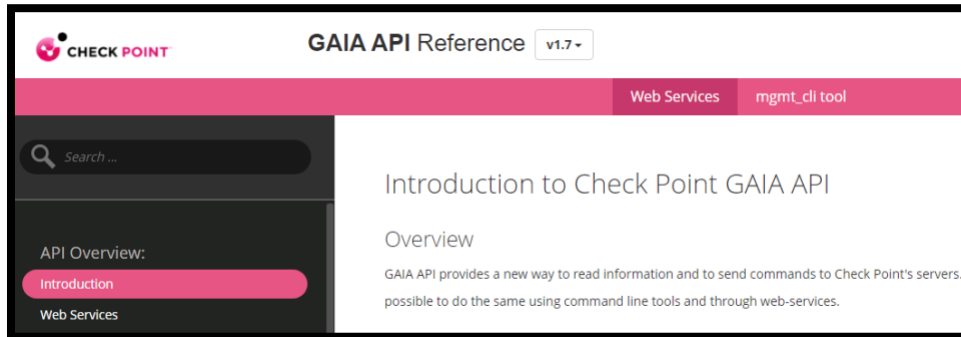 CHECK POINT
GAIA API Reference v1.7
Web Services mgmt_cli tool
Search ...
Introduction to Check Point GAIA API
API Overview:
Introduction
Web Services
Overview
GAIA API provides a new way to read information and to send commands to Check Point's servers.
possible to do the same using command line tools and through web-services.